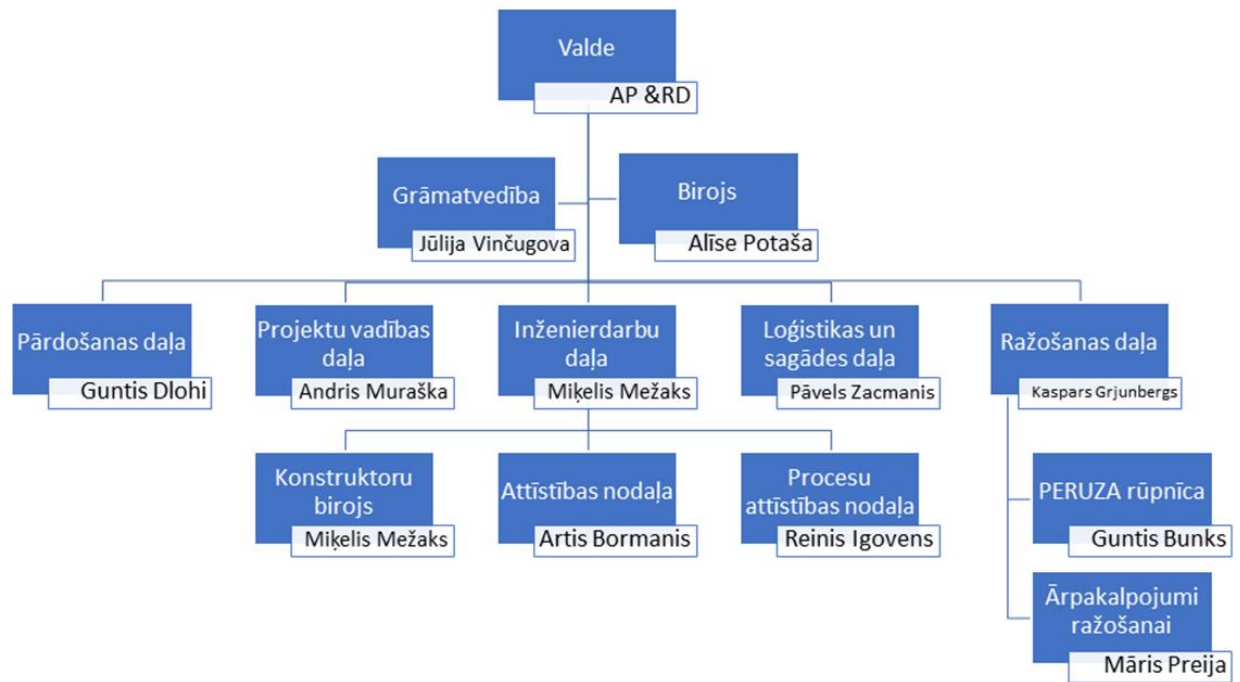 Valde
AP &RD
Grāmatvedība
Jūlija Vinčugova
Birojs
Alīse Potaša
Pārdošanas daļa
Guntis Dlohi
Projektu vadības
daļa
Andris Muraška
Inženierdarbu
daļa
Miķelis Mežaks
Loģistikas un
sagādes daļa
Pāvels Zacmanis
Ražošanas daļa
Kaspars Grjunbergs
Konstruktoru
birojs
Miķelis Mežaks
Attīstības nodaļa
Artis Bormanis
Procesu
attīstības nodaļa
Reinis Igovens
PERUZA rūpnīca
Guntis Bunks
Ārpakalpojumi
ražošanai
Māris Preija